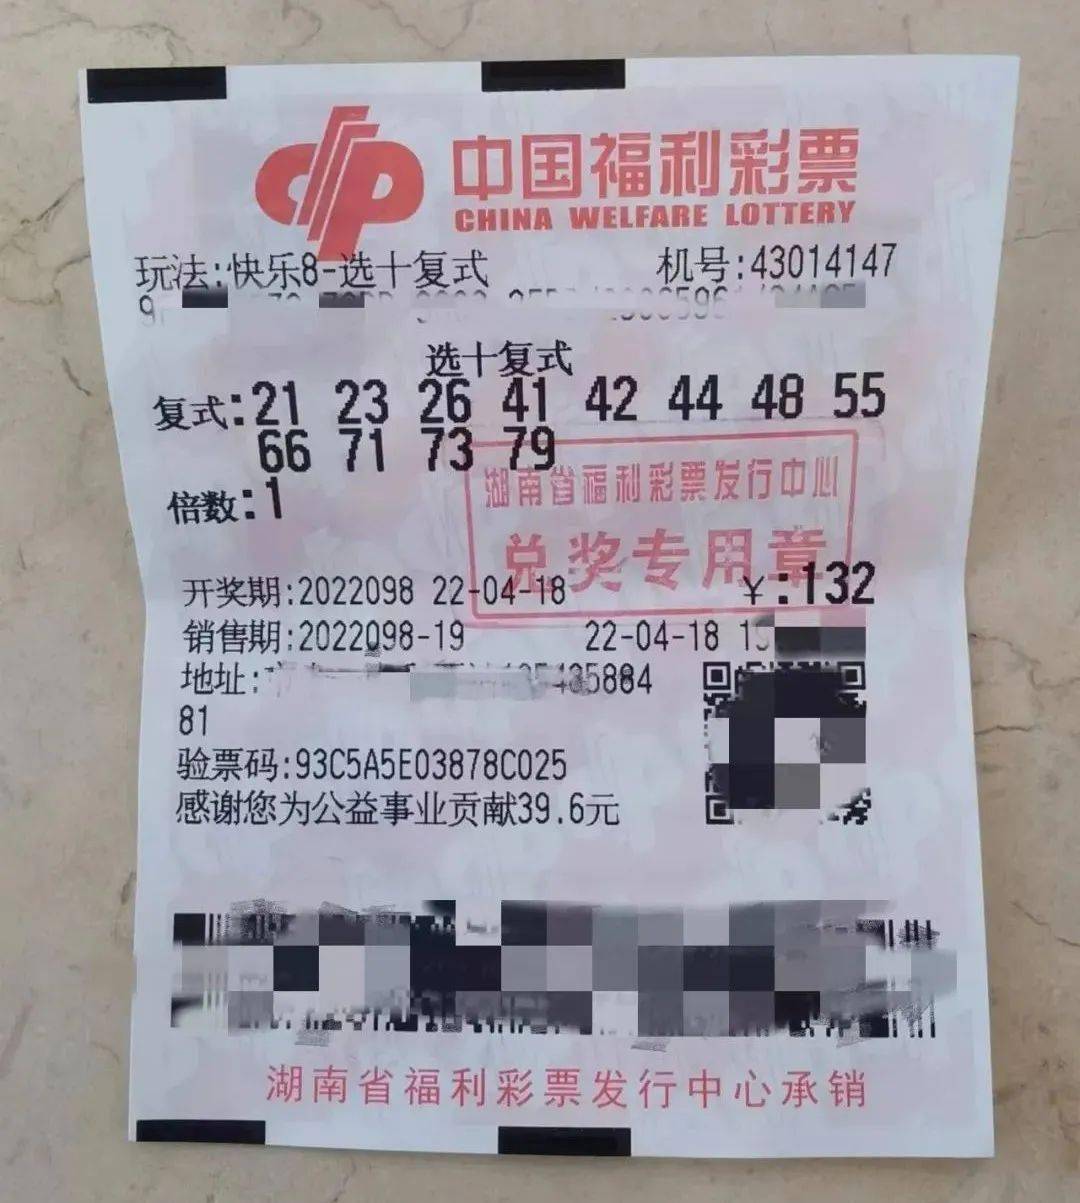 中国福利彩票
CHINA WELFARE LOTTERY
玩法:快乐8-选十复式 机号:43014147
选十复式
复式:21 23 26 41 42 44 48 55
66 71 73 79
湖南省福利彩票发行中心
倍数:1
兑奖专用章
开奖期:2022098 22-04-18 ¥:132
销售期:2022098-19 22-04-18
地址:
81
验票码:93C5A5E03878C025
感谢您为公益事业贡献39.6元
湖南省福利彩票发行中心承销